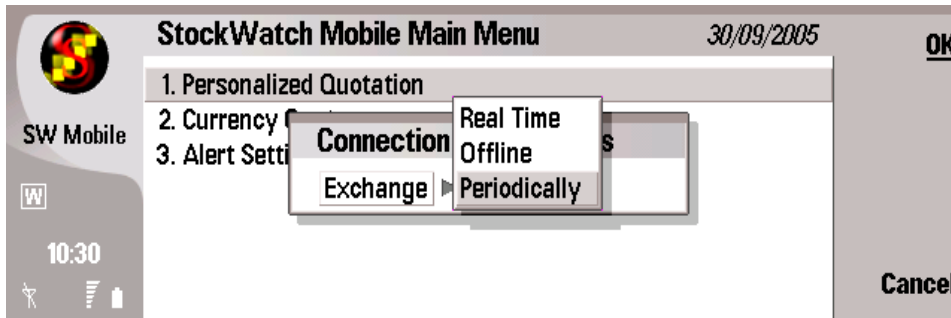 StockWatch Mobile Main Menu 30/09/2005
OK
SW Mobile
1. Personalized Quotation
2. Currency
3. Alert Setti
Connection s
Real Time
Offline
Exchange Periodically
W
10:30
Cancel